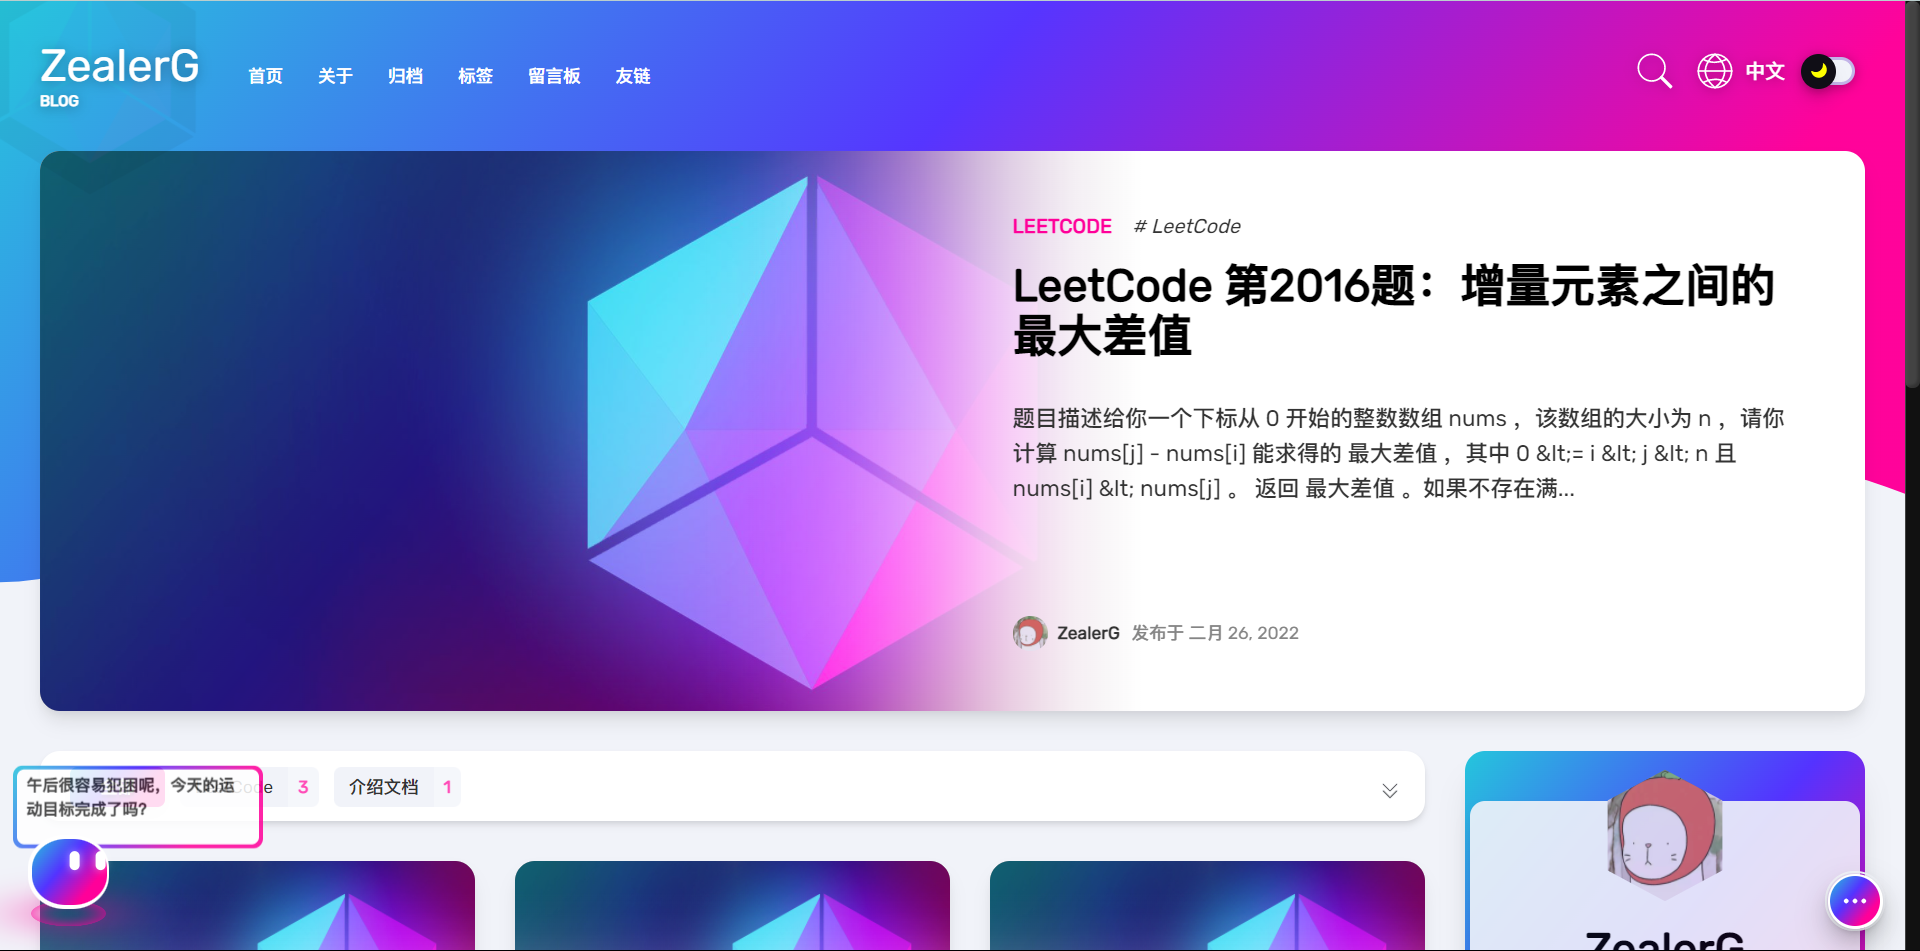 ZealerG
BLOG
首页 关于 归档 标签 留言板 友链
中文
LEETCODE # LeetCode
LeetCode 第2016题：增量元素之间的
最大差值
题目描述给你一个下标从 0 开始的整数数组 nums ，该数组的大小为 n ，请你
计算 nums[j] - nums[i] 能求得的 最大差值 ，其中 0 &lt;= i &lt; j &lt; n 且
nums[i] &lt; nums[j] 。 返回 最大差值 。如果不存在满...
ZealerG 发布于 二月 26, 2022
午后很容易犯困呢，今天的运
动目标完成了吗？
Code 3 介绍文档 1
ZealerG